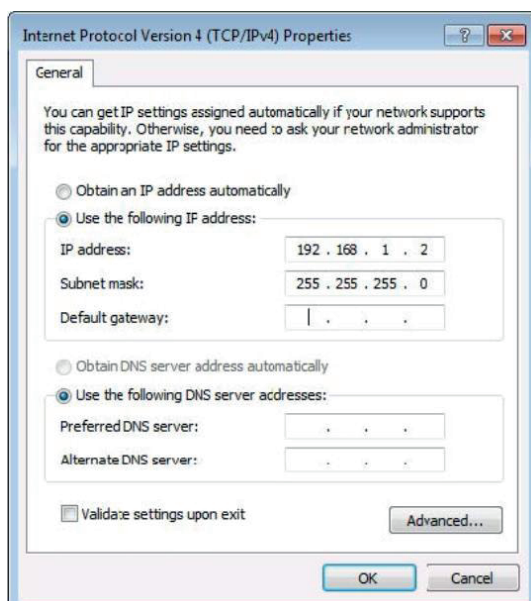 Internet Protocol Version 4 (TCP/IPv4) Properties
General
You can get IP settings assigned automatically if your network supports
this capability. Otherwise, you need to ask your network administrator
for the appropriate IP settings.
Obtain an IP address automatically
Use the following IP address:
IP address: 192 . 168 . 1 . 2
Subnet mask: 255 . 255 . 255 . 0
Default gateway: . . .
Obtain DNS server address automatically
Use the following DNS server addresses:
Preferred DNS server: . . .
Alternate DNS server: . . .
Validate settings upon exit
Advanced...
OK Cancel